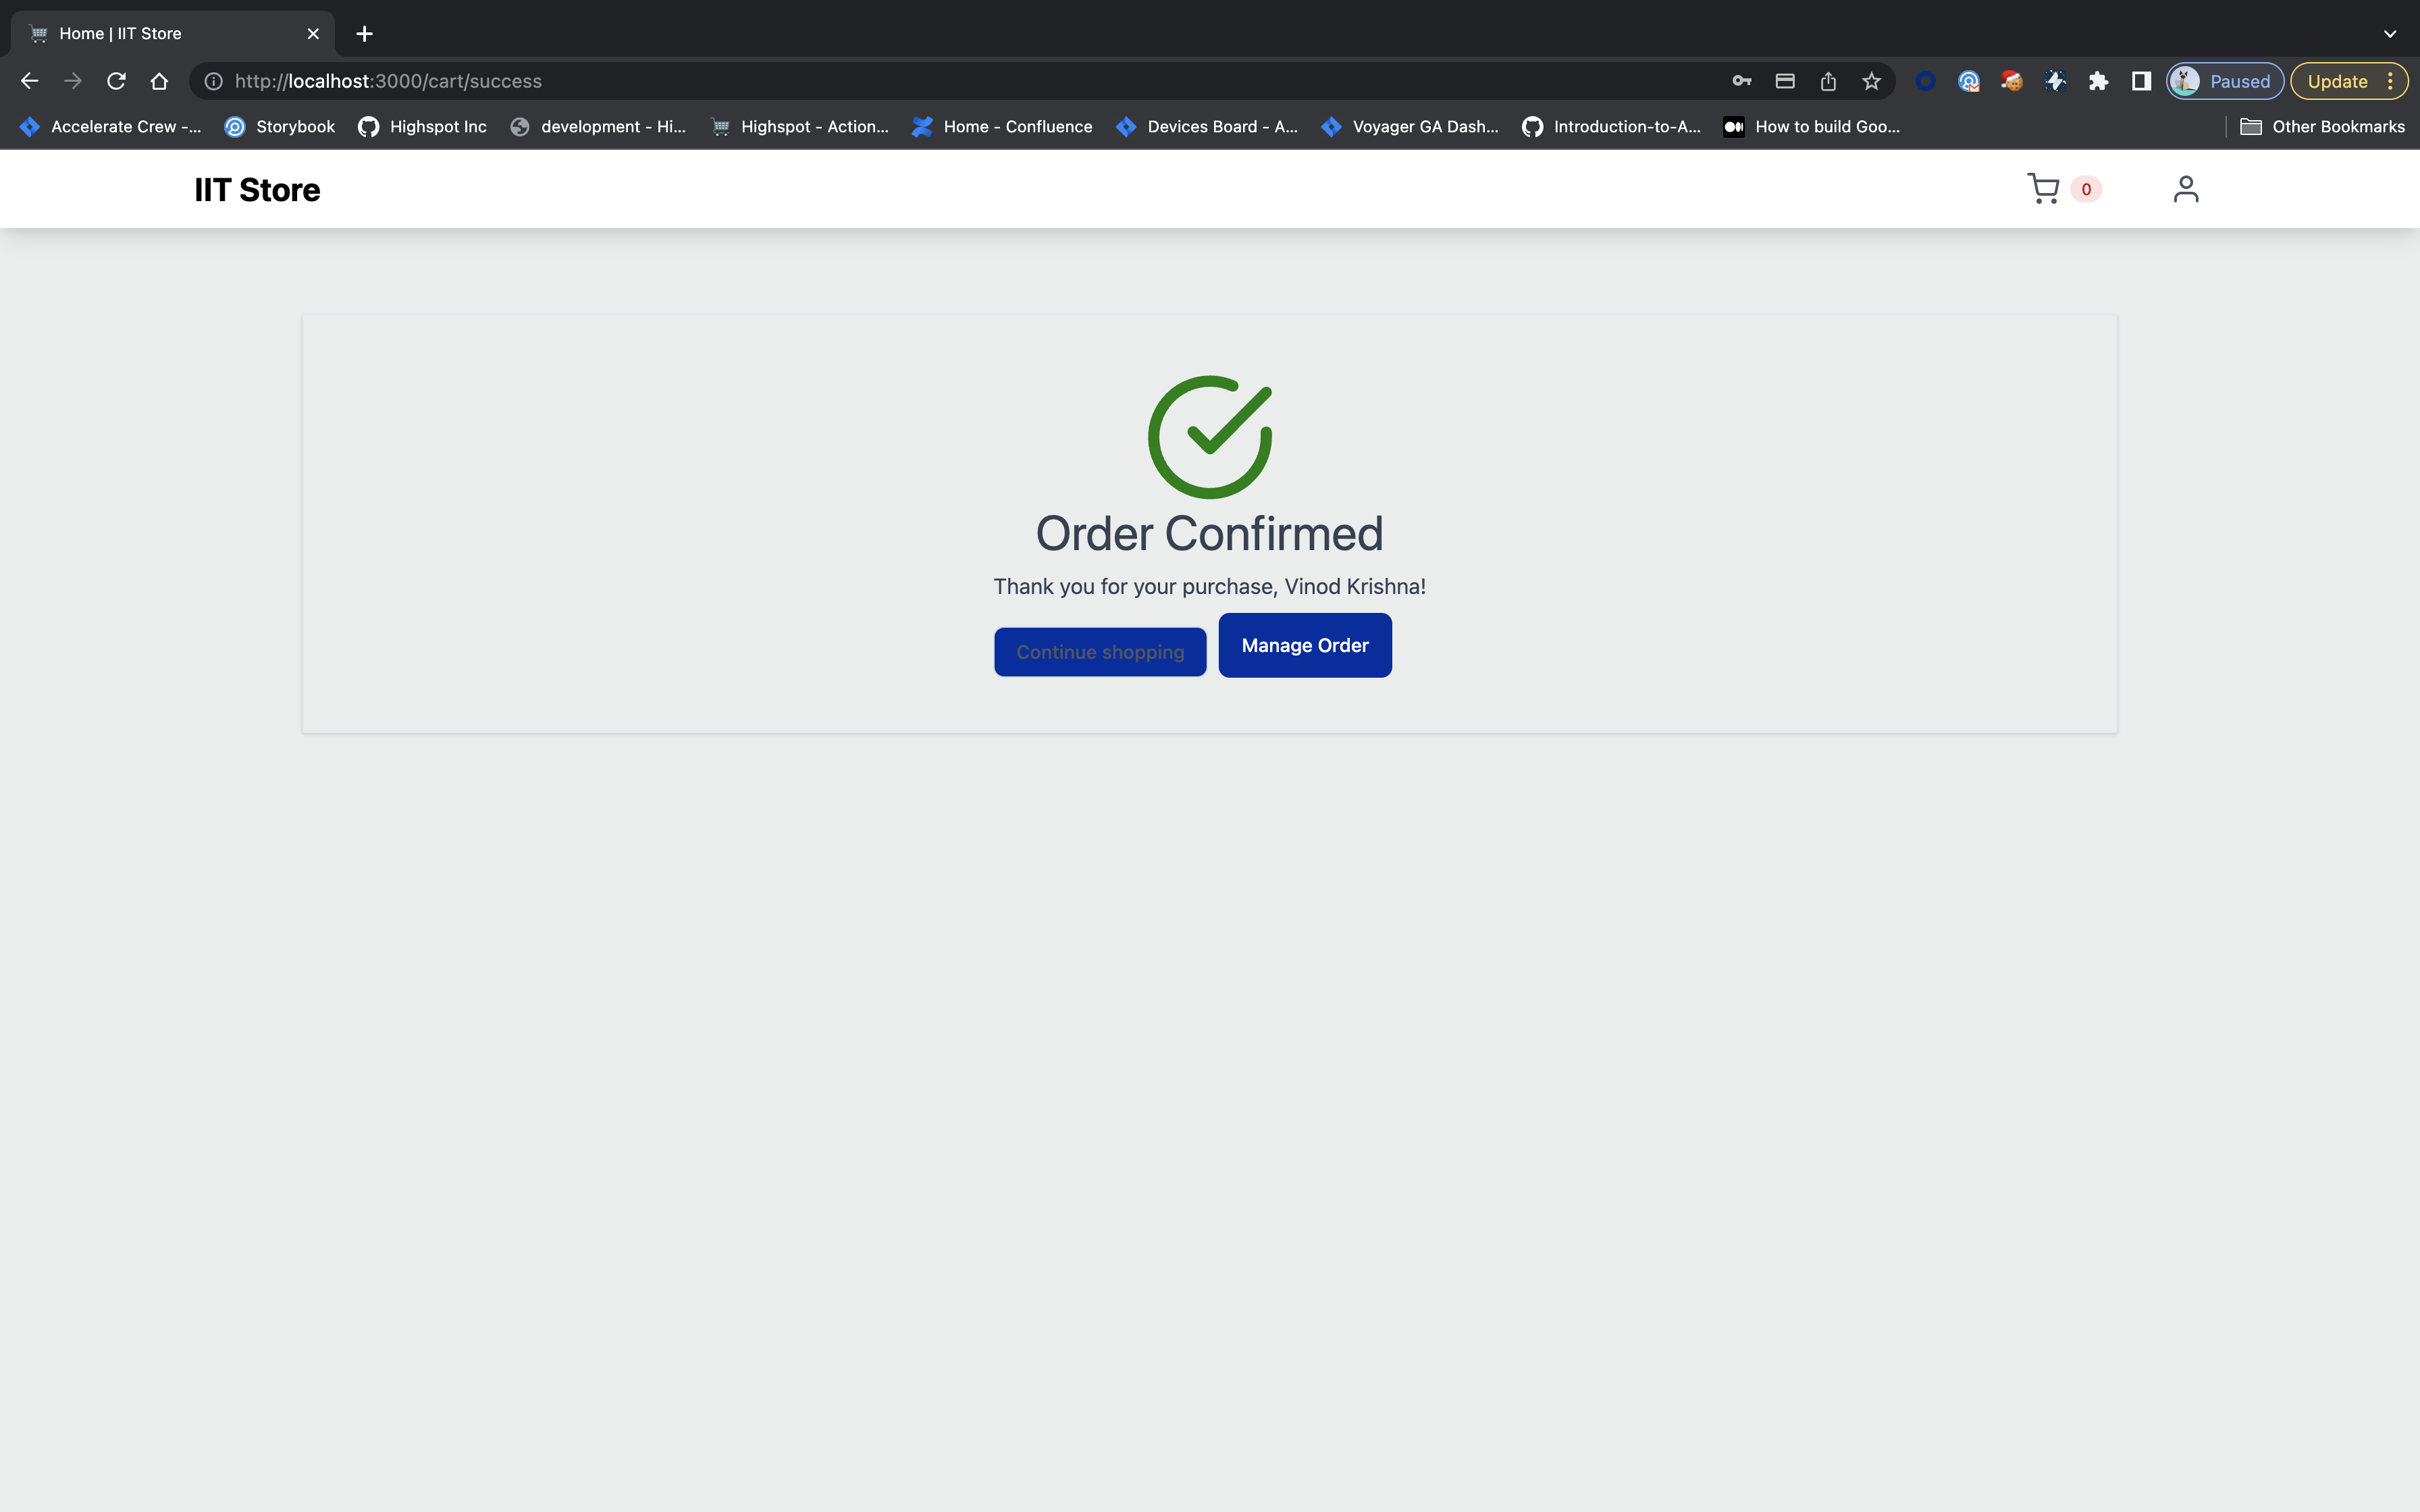 Home | IIT Store
http://localhost:3000/cart/success
Paused
Update
Accelerate Crew -...
Storybook
Highspot Inc
development - Hi...
Highspot - Action...
Home - Confluence
Devices Board - A...
Voyager GA Dash...
Introduction-to-A...
How to build Goo...
Other Bookmarks
IIT Store
0
Order Confirmed
Thank you for your purchase, Vinod Krishna!
Continue shopping
Manage Order